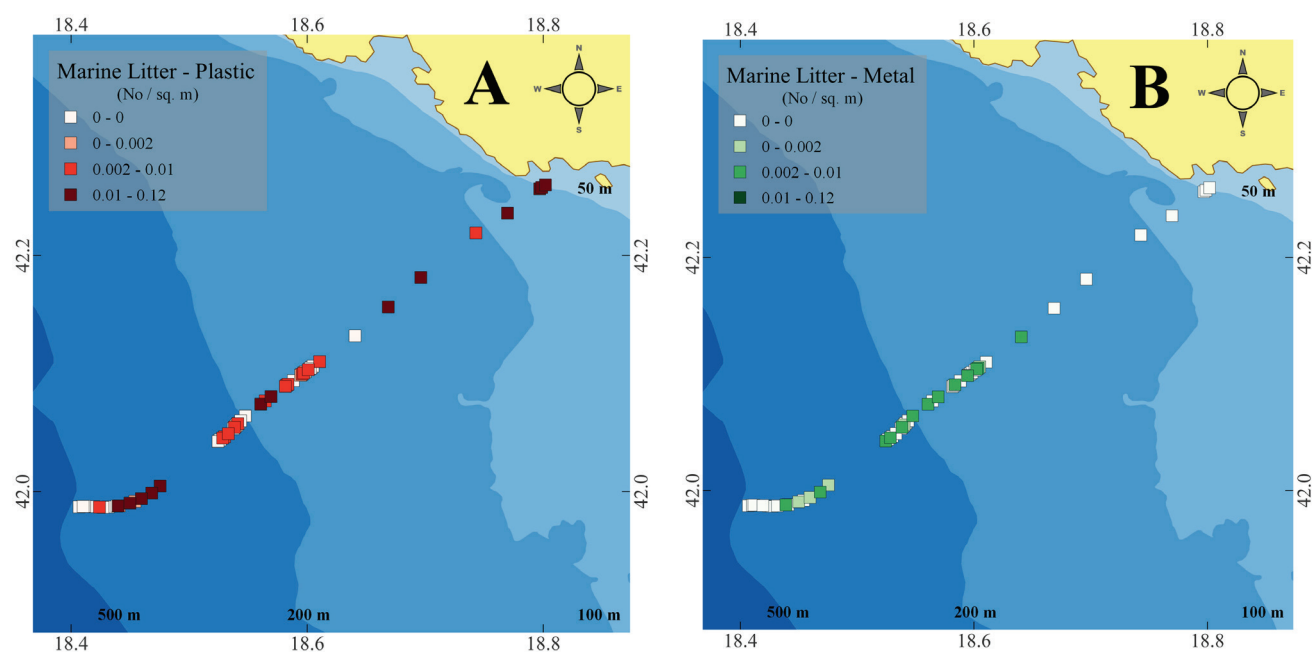 18.4 18.6 18.8
Marine Litter - Plastic
(No / sq. m)
0 - 0
0 - 0.002
0.002 - 0.01
0.01 - 0.12
A
N
W E
S
50 m
42.2 42.2
42.0 42.0
500 m 200 m 100 m
18.4 18.6 18.8
18.4 18.6 18.8
Marine Litter - Metal
(No / sq. m)
0 - 0
0 - 0.002
0.002 - 0.01
0.01 - 0.12
B
N
W E
S
50 m
42.2 42.2
42.0 42.0
500 m 200 m 100 m
18.4 18.6 18.8